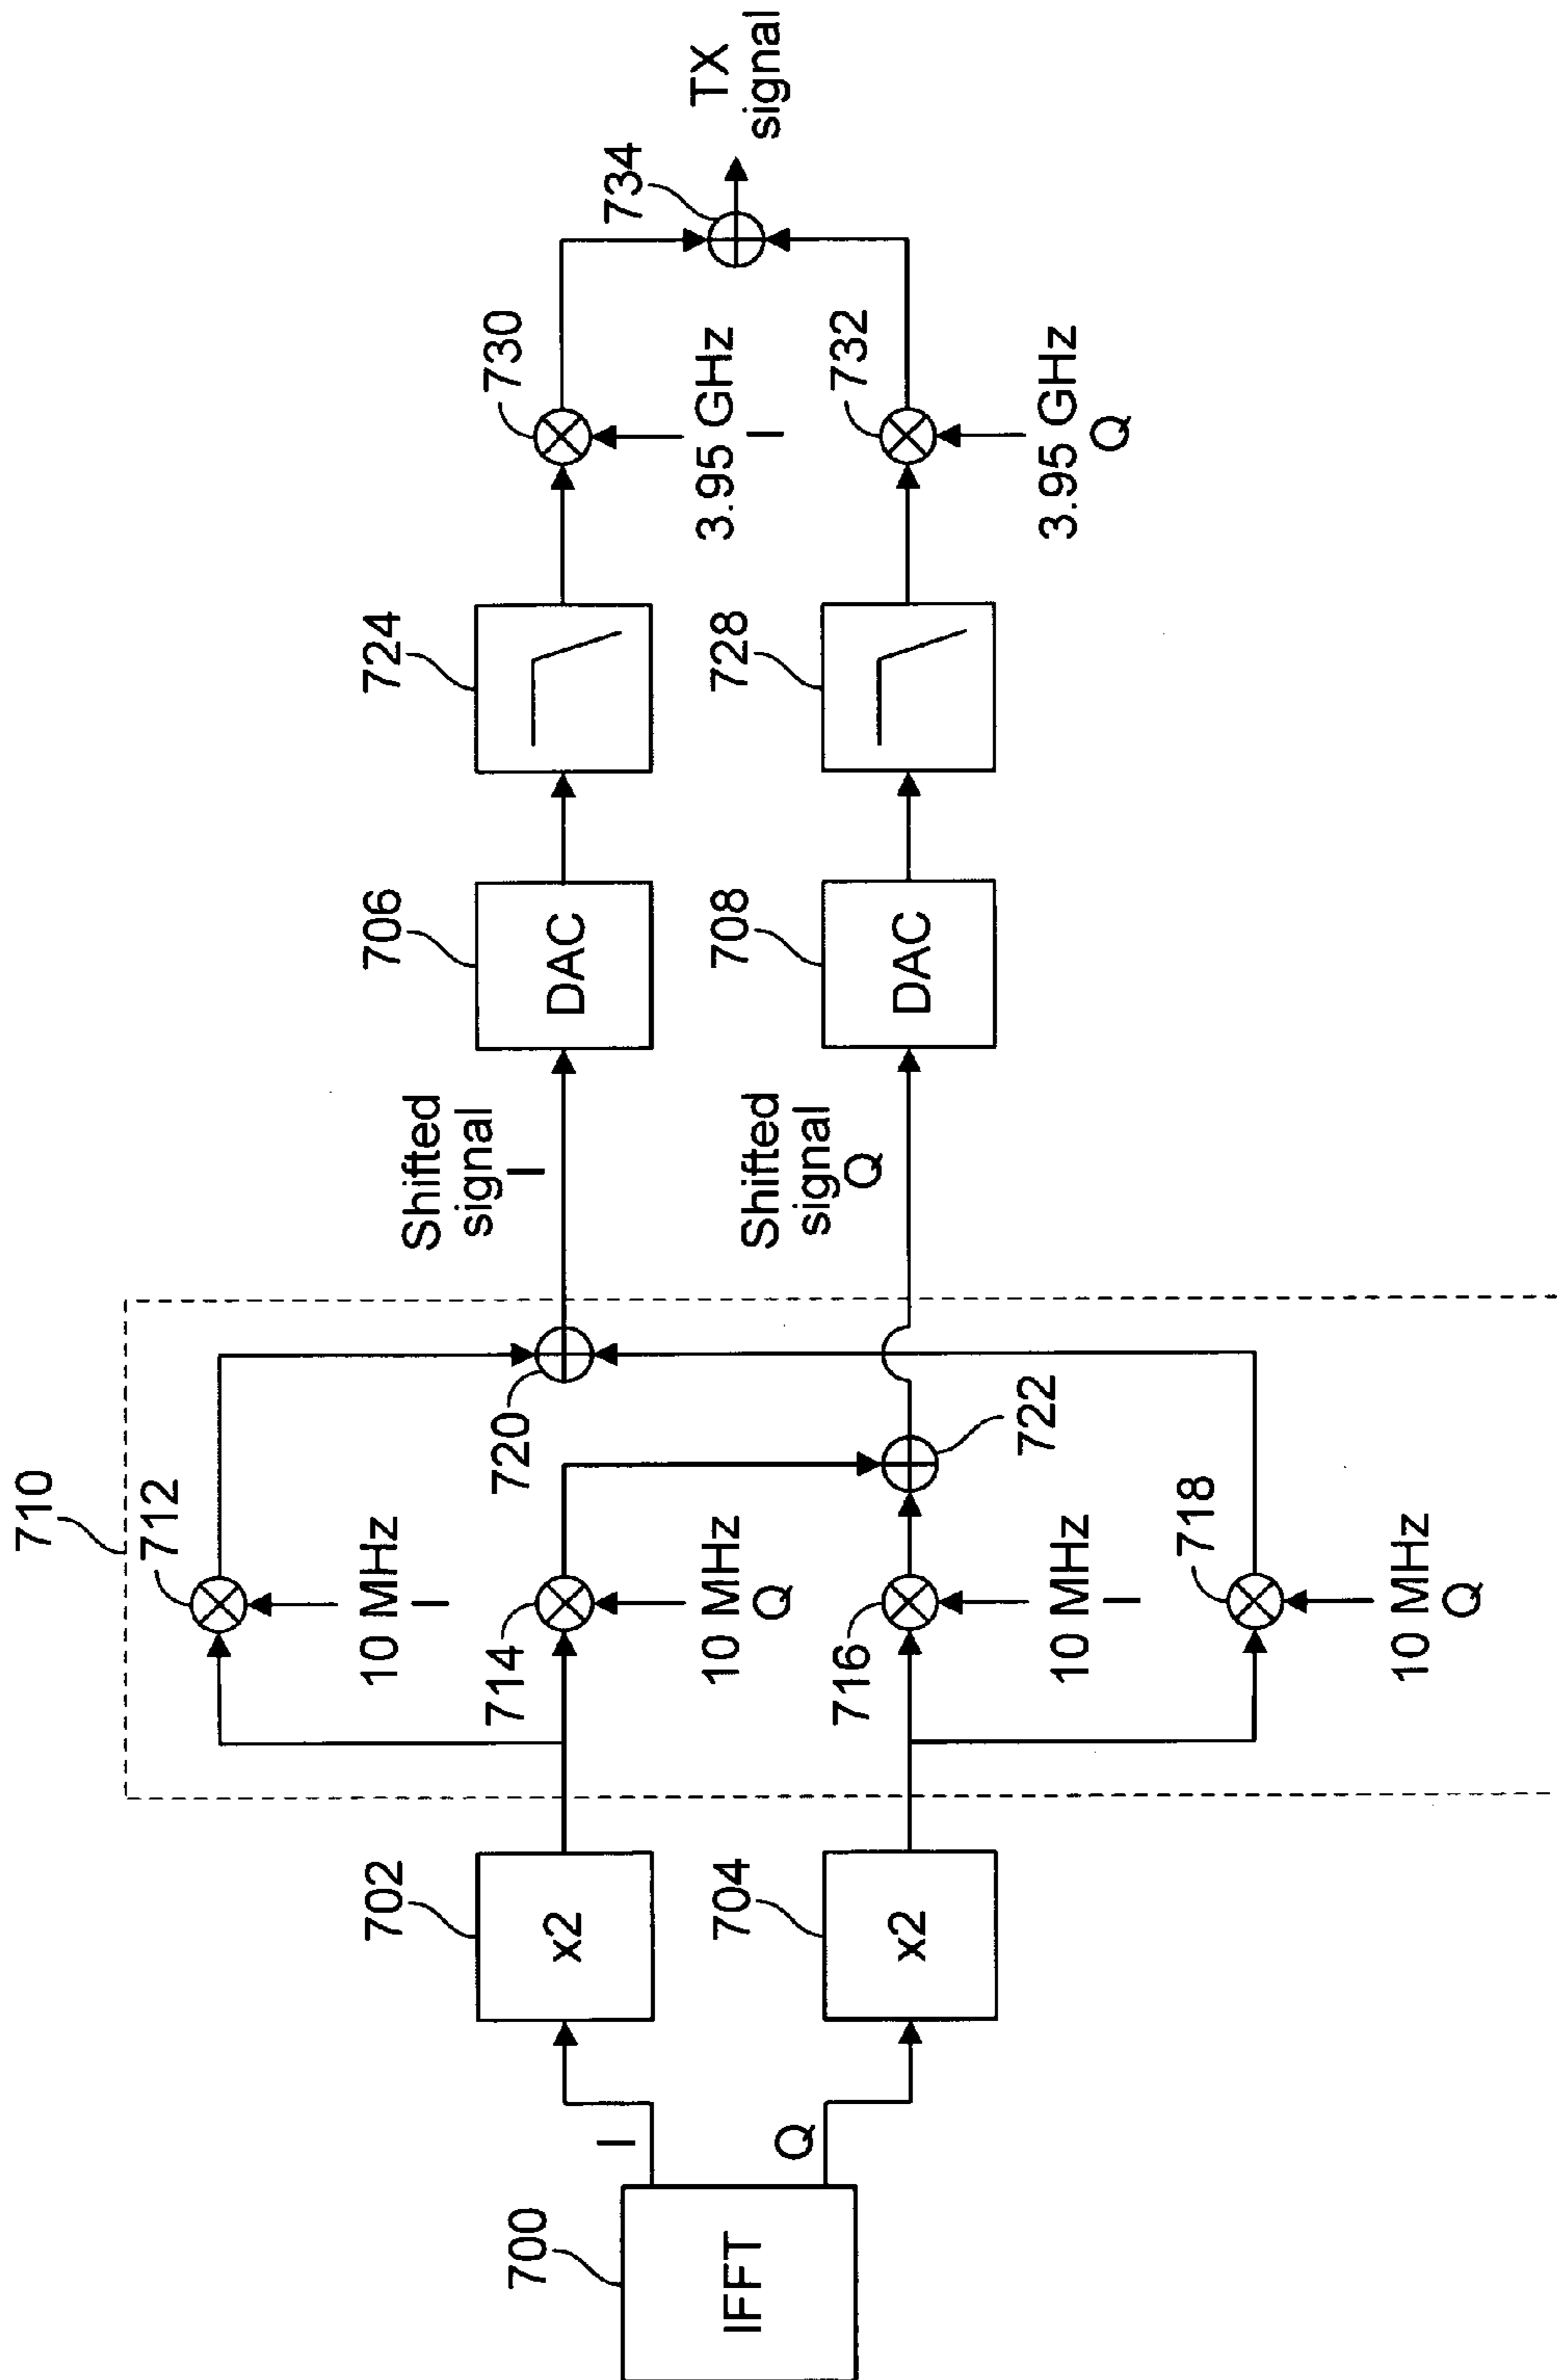 700
IFFT
I
Q
702
x2
704
x2
710
712
10 MHz
I
714
10 MHz
Q
716
10 MHz
I
718
10 MHz
Q
720
722
Shifted
signal
I
Shifted
signal
Q
706
DAC
708
DAC
724
728
730
3.95 GHz
I
732
3.95 GHz
Q
734
TX
signal